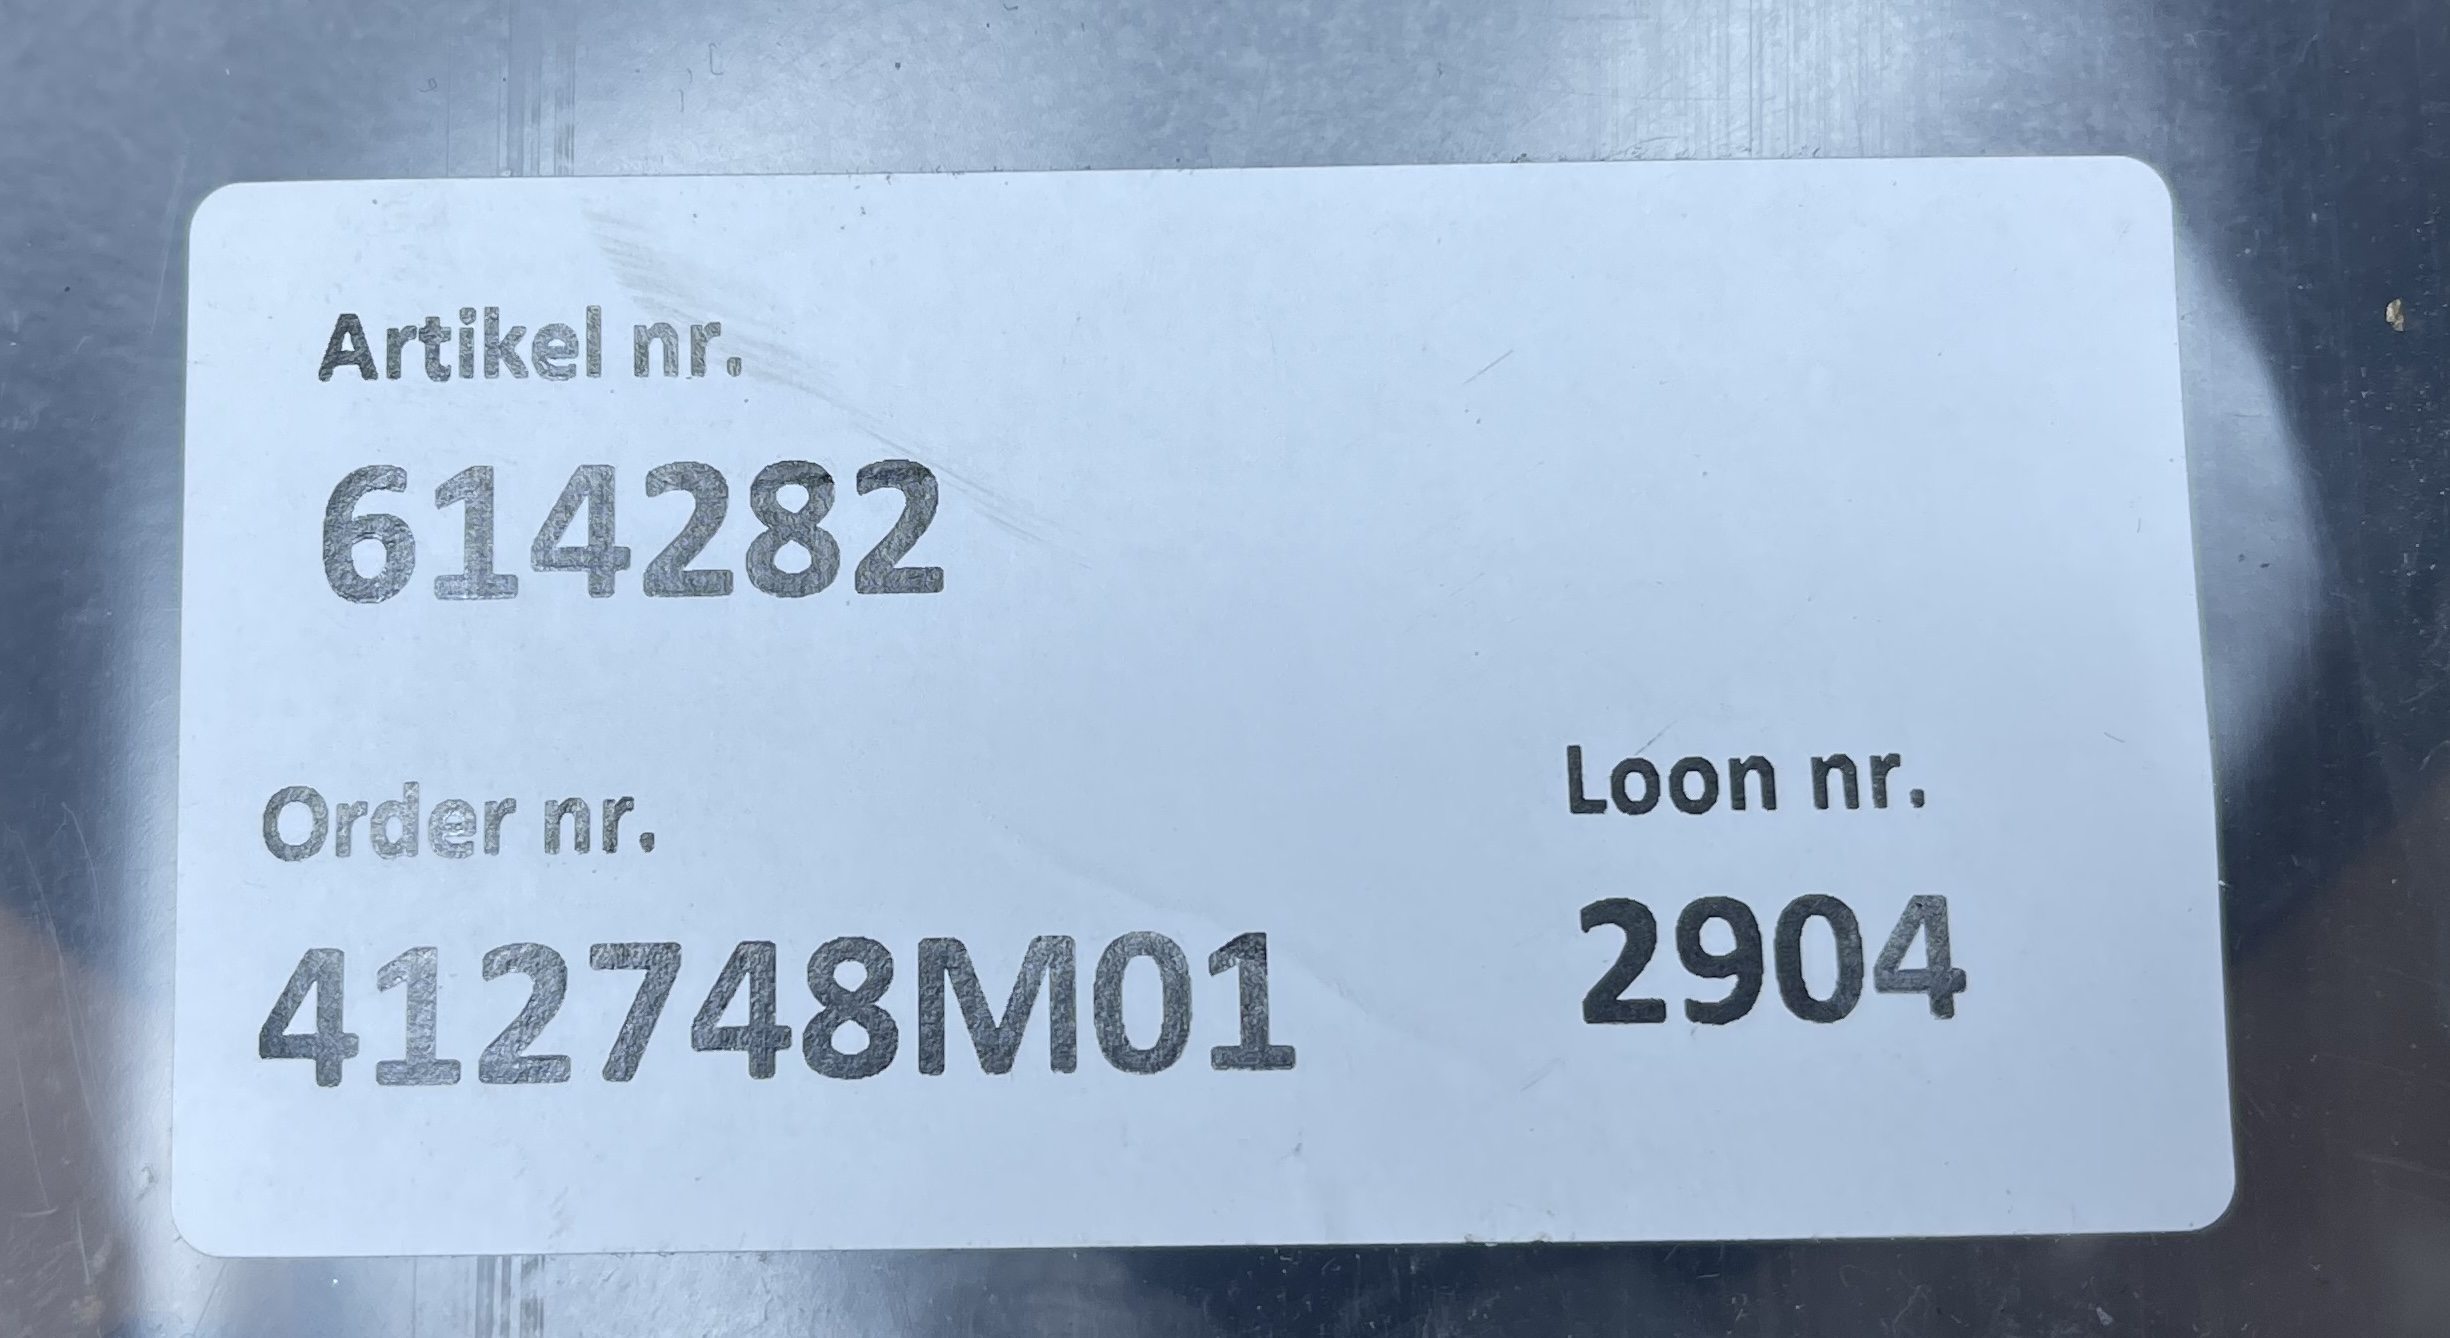 Artikel nr.
614282
Order nr.
412748M01
Loon nr.
2904